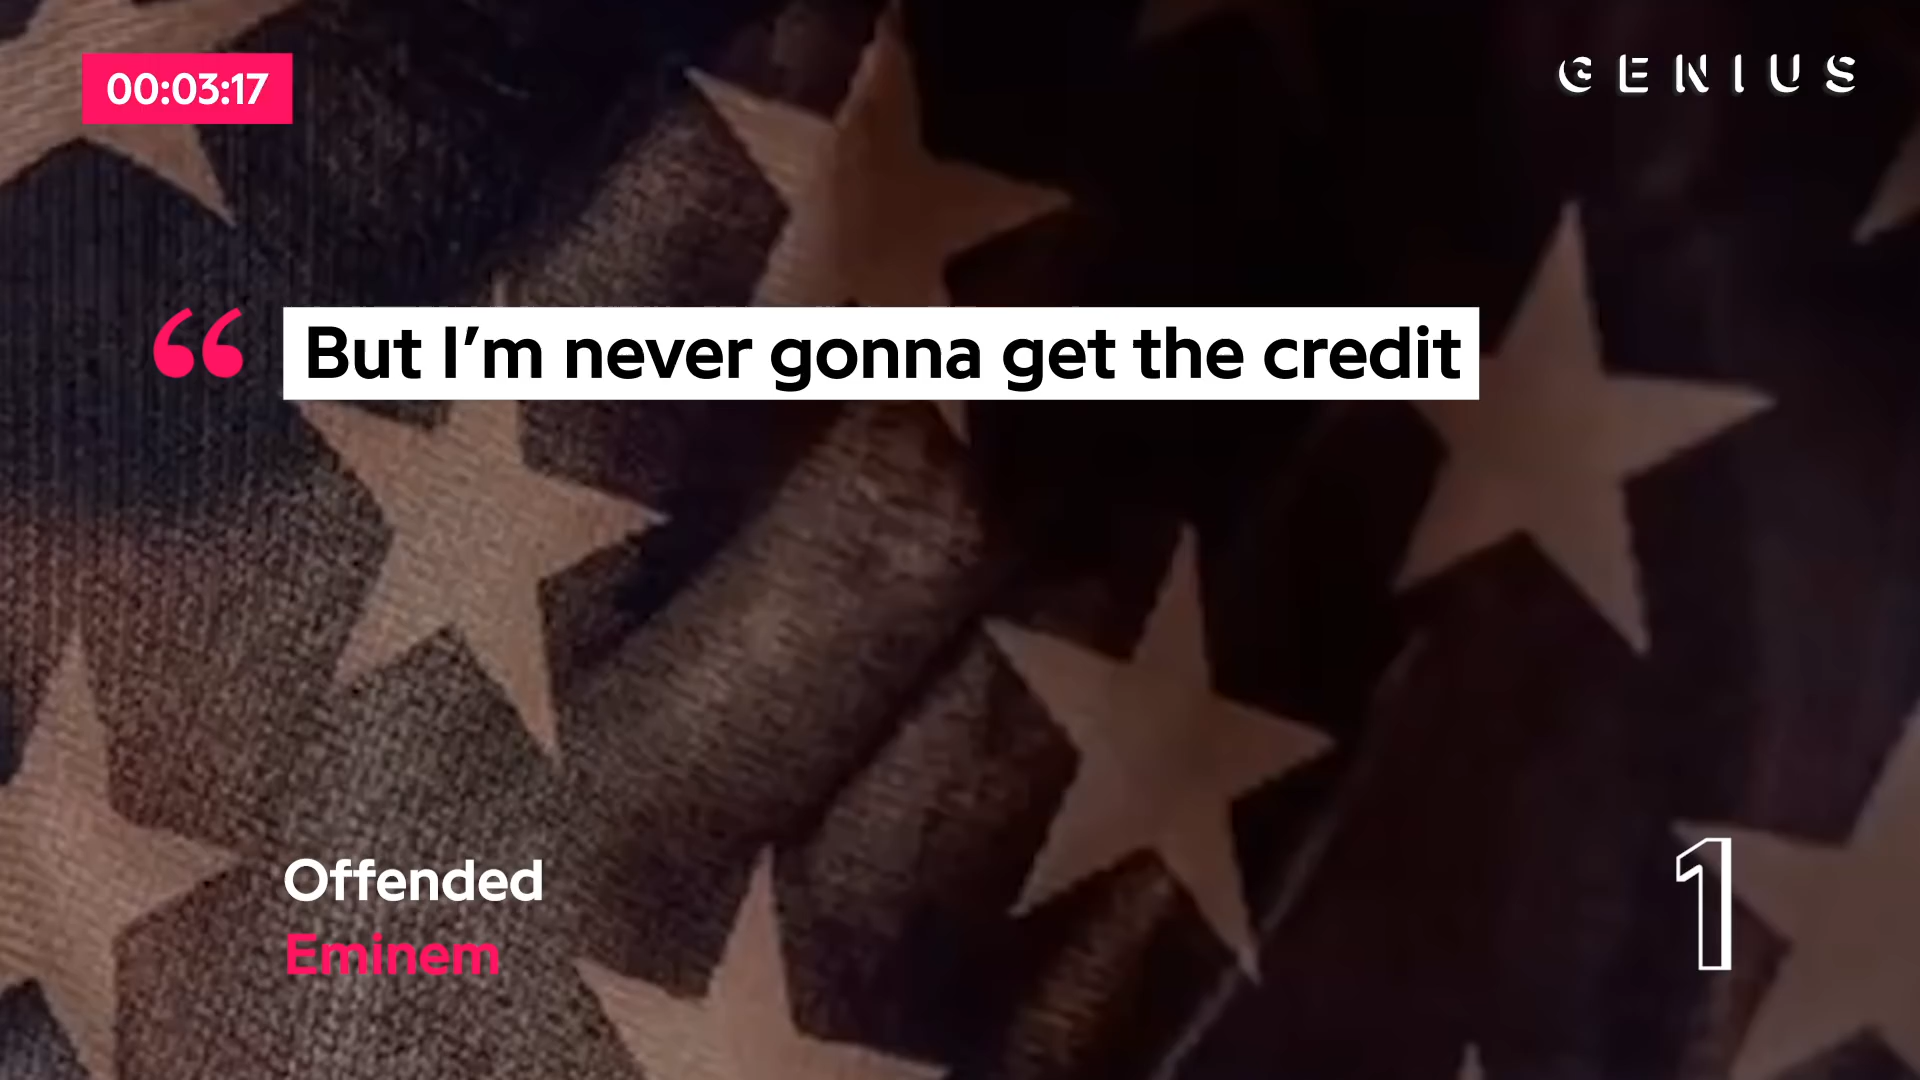 00:03:17
GENIUS
“ But I’m never gonna get the credit
Offended
Eminem
1